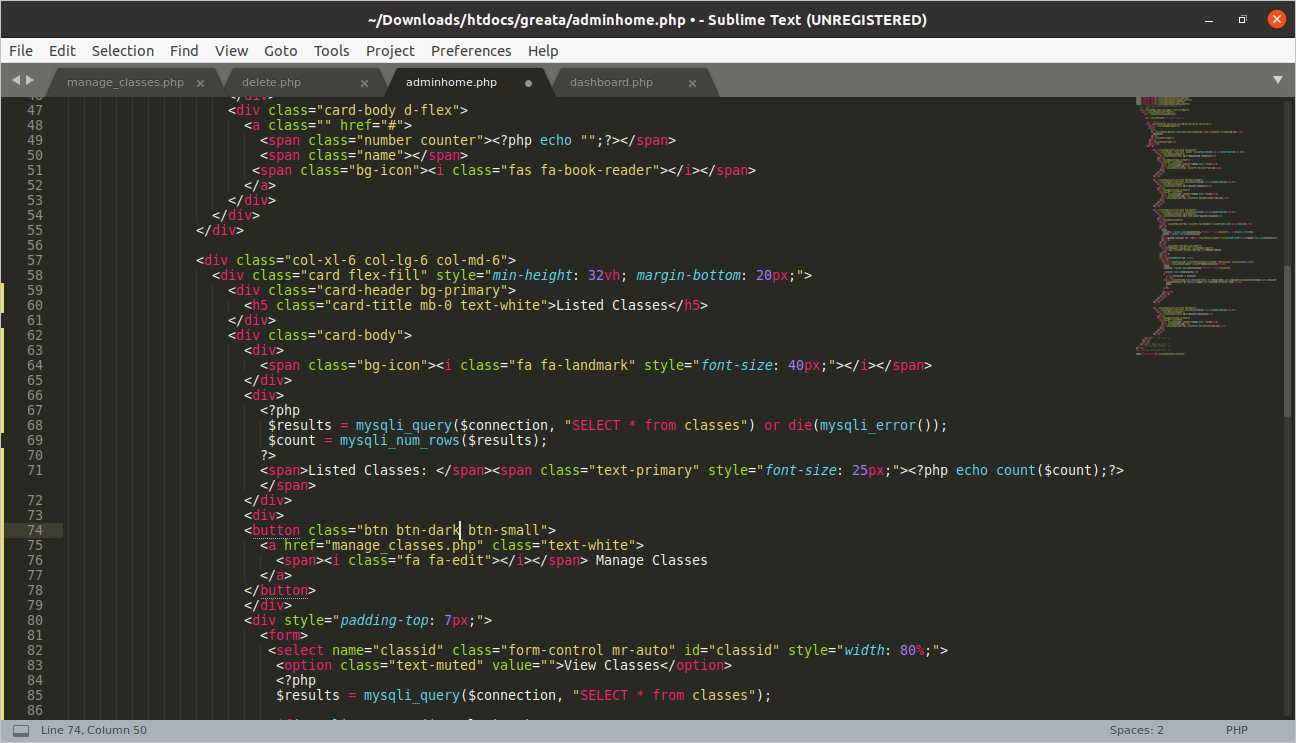 ~/Downloads/htdocs/greata/adminhome.php • - Sublime Text (UNREGISTERED)
File Edit Selection Find View Goto Tools Project Preferences Help
manage_classes.php × delete.php × adminhome.php ● dashboard.php ×
46 </div>
47 <div class="card-body d-flex">
48 <a class="" href="#">
49 <span class="number counter"><?php echo "";?></span>
50 <span class="name"></span>
51 <span class="bg-icon"><i class="fas fa-book-reader"></i></span>
52 </a>
53 </div>
54 </div>
55 </div>
56
57 <div class="col-xl-6 col-lg-6 col-md-6">
58 <div class="card flex-fill" style="min-height: 32vh; margin-bottom: 20px;">
59 <div class="card-header bg-primary">
60 <h5 class="card-title mb-0 text-white">Listed Classes</h5>
61 </div>
62 <div class="card-body">
63 <div>
64 <span class="bg-icon"><i class="fa fa-landmark" style="font-size: 40px;"></i></span>
65 </div>
66 <div>
67 <?php
68 $results = mysqli_query($connection, "SELECT * from classes") or die(mysqli_error());
69 $count = mysqli_num_rows($results);
70 ?>
71 <span>Listed Classes: </span><span class="text-primary" style="font-size: 25px;"><?php echo count($count);?>
</span>
72 </div>
73 <div>
74 <button class="btn btn-dark btn-small">
75 <a href="manage_classes.php" class="text-white">
76 <span><i class="fa fa-edit"></i></span> Manage Classes
77 </a>
78 </button>
79 </div>
80 <div style="padding-top: 7px;">
81 <form>
82 <select name="classid" class="form-control mr-auto" id="classid" style="width: 80%;">
83 <option class="text-muted" value="">View Classes</option>
84 <?php
85 $results = mysqli_query($connection, "SELECT * from classes");
86
Line 74, Column 50 Spaces: 2 PHP